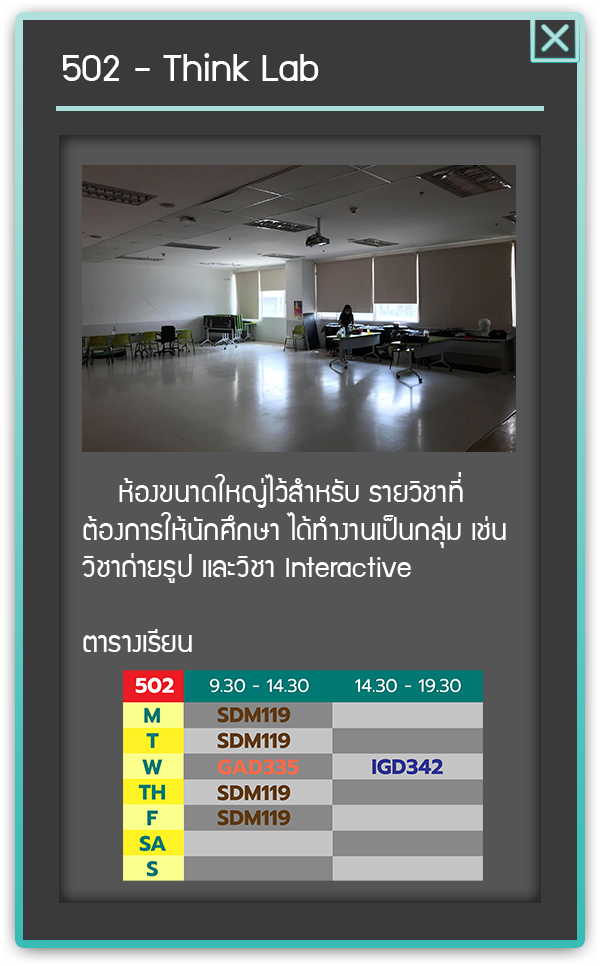 502 - Think Lab
ห้องขนาดใหญ่ไว้สำหรับ รายวิชาที่
ต้องการให้นักศึกษา ได้ทำงานเป็นกลุ่ม เช่น
วิชาถ่ายรูป และวิชา Interactive
ตารางเรียน
502 9.30 - 14.30 14.30 - 19.30
M SDM119
T SDM119
W GAD335 IGD342
TH SDM119
F SDM119
SA
S